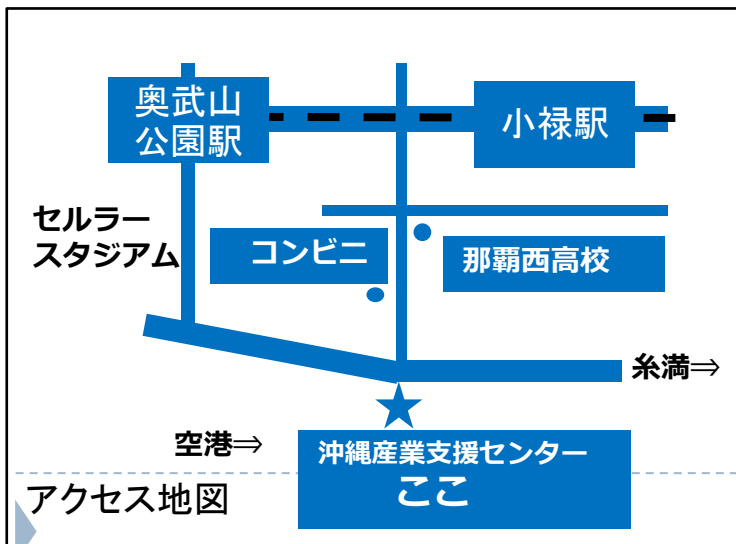 奥武山
公園駅
小禄駅
セルラー
スタジアム
コンビニ
那覇西高校
糸満⇒
空港⇒
沖縄産業支援センター
ここ
アクセス地図